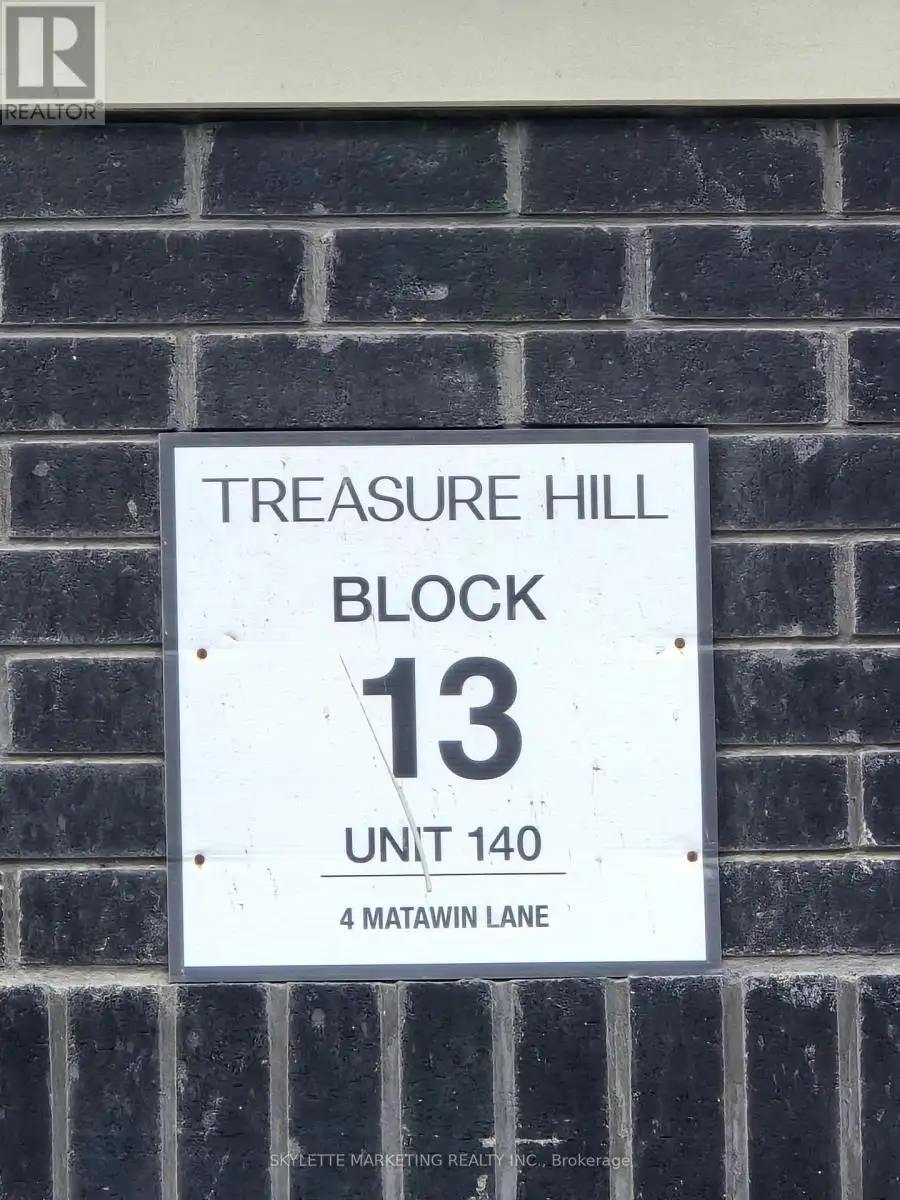 R
REALTOR®
TREASURE HILL
BLOCK
13
UNIT 140
4 MATAWIN LANE
SKYLETTE MARKETING REALTY INC., Brokerage